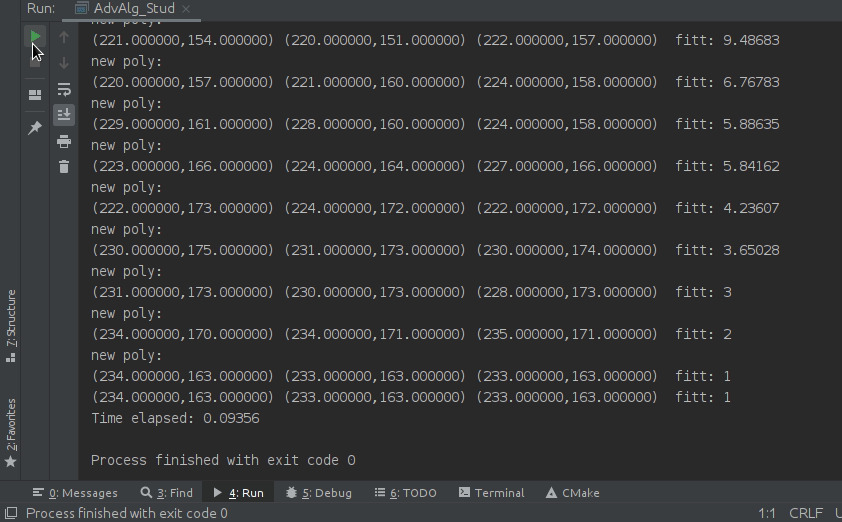 Run: AdvAlg_Stud
new poly:
(221.000000,154.000000) (220.000000,151.000000) (222.000000,157.000000) fitt: 9.48683
new poly:
(220.000000,157.000000) (221.000000,160.000000) (224.000000,158.000000) fitt: 6.76783
new poly:
(229.000000,161.000000) (228.000000,160.000000) (224.000000,158.000000) fitt: 5.88635
new poly:
(223.000000,166.000000) (224.000000,164.000000) (227.000000,166.000000) fitt: 5.84162
new poly:
(222.000000,173.000000) (224.000000,172.000000) (222.000000,172.000000) fitt: 4.23607
new poly:
(230.000000,175.000000) (231.000000,173.000000) (230.000000,174.000000) fitt: 3.65028
new poly:
(231.000000,173.000000) (230.000000,173.000000) (228.000000,173.000000) fitt: 3
new poly:
(234.000000,170.000000) (234.000000,171.000000) (235.000000,171.000000) fitt: 2
new poly:
(234.000000,163.000000) (233.000000,163.000000) (233.000000,163.000000) fitt: 1
(234.000000,163.000000) (233.000000,163.000000) (233.000000,163.000000) fitt: 1
Time elapsed: 0.09356
Process finished with exit code 0
7: Structure
2: Favorites
0: Messages 3: Find 4: Run 5: Debug 6: TODO Terminal CMake
Process finished with exit code 0 1:1 CRLF